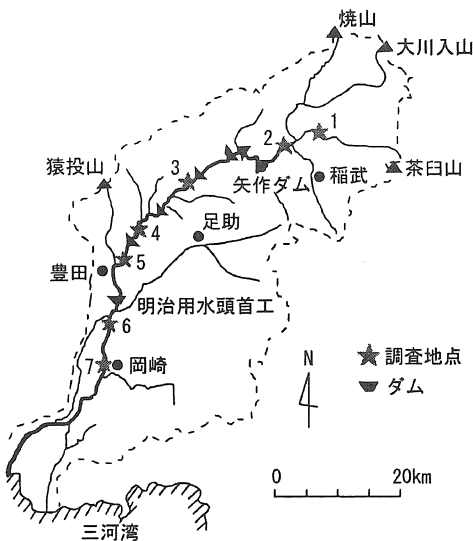 焼山
大川入山
1
2
猿投山
3
矢作ダム
稲武
茶臼山
足助
4
5
豊田
明治用水頭首工
6
7
岡崎
N
調査地点
ダム
0
20km
三河湾